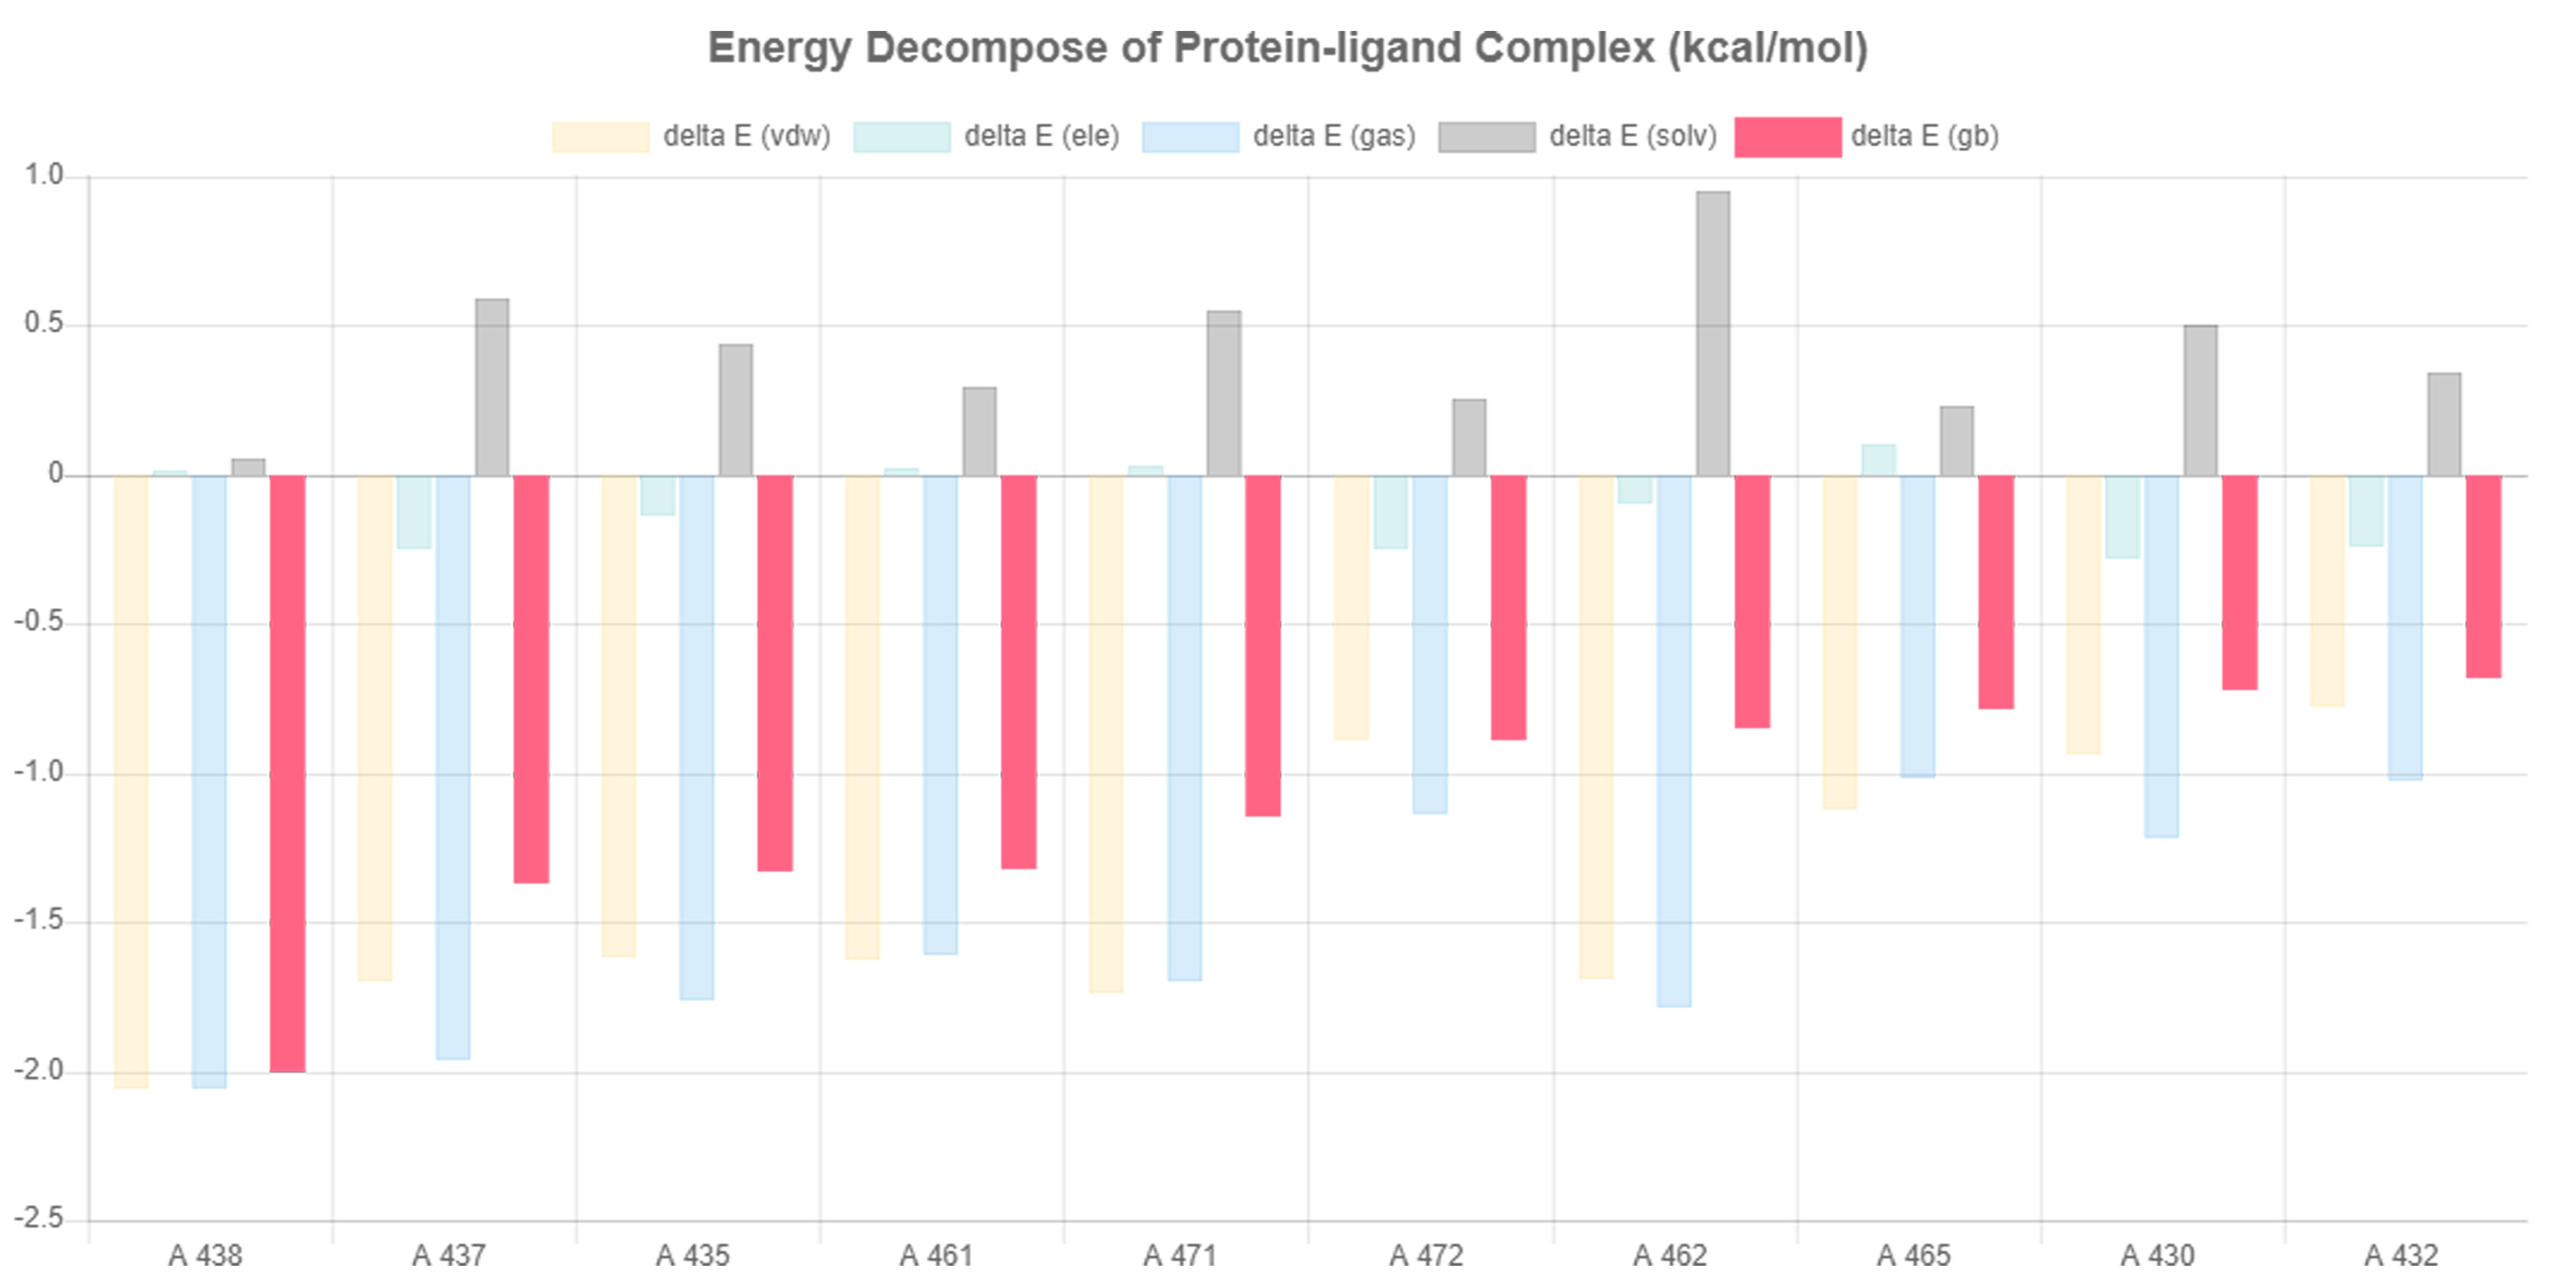 Energy Decompose of Protein-ligand Complex (kcal/mol)
delta E (vdw) delta E (ele) delta E (gas) delta E (solv) delta E (gb)
1.0
0.5
0
-0.5
-1.0
-1.5
-2.0
-2.5
A 438 A 437 A 435 A 461 A 471 A 472 A 462 A 465 A 430 A 432